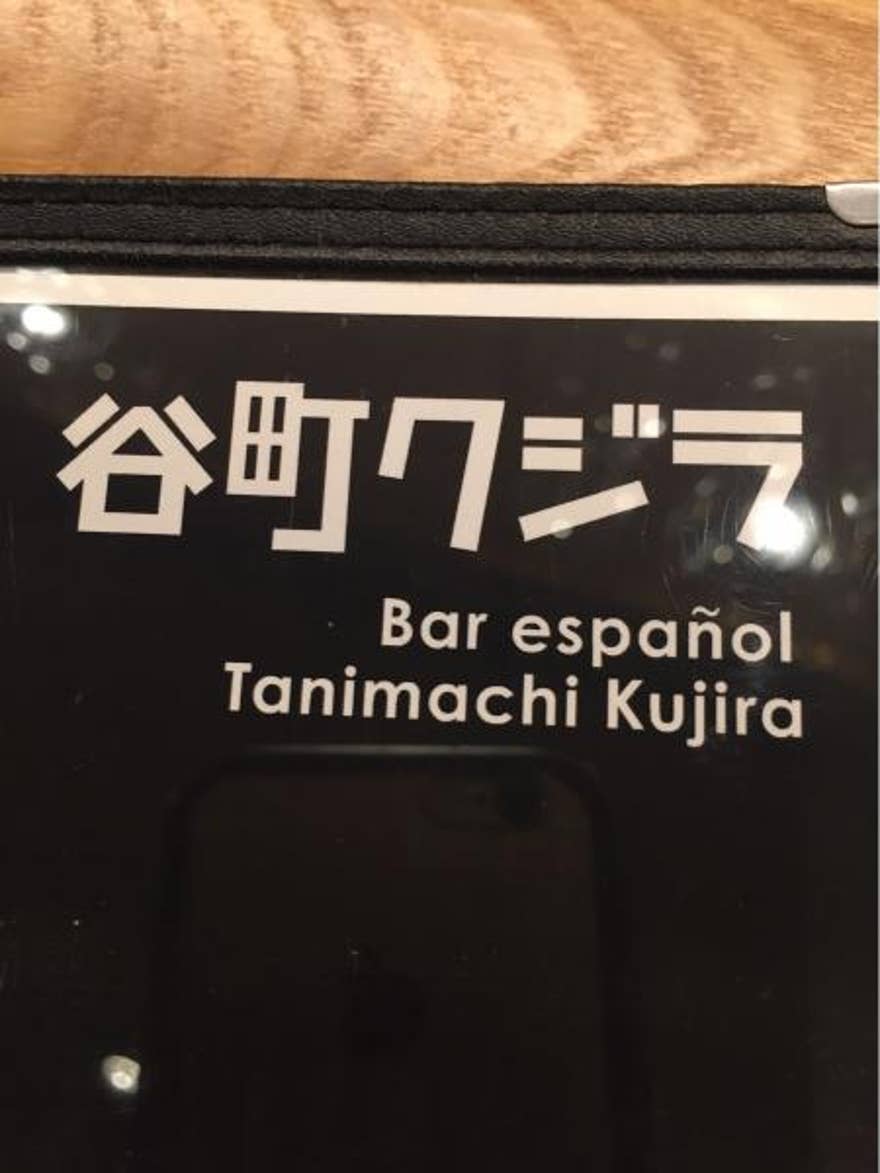 谷町クジラ
Bar español
Tanimachi Kujira